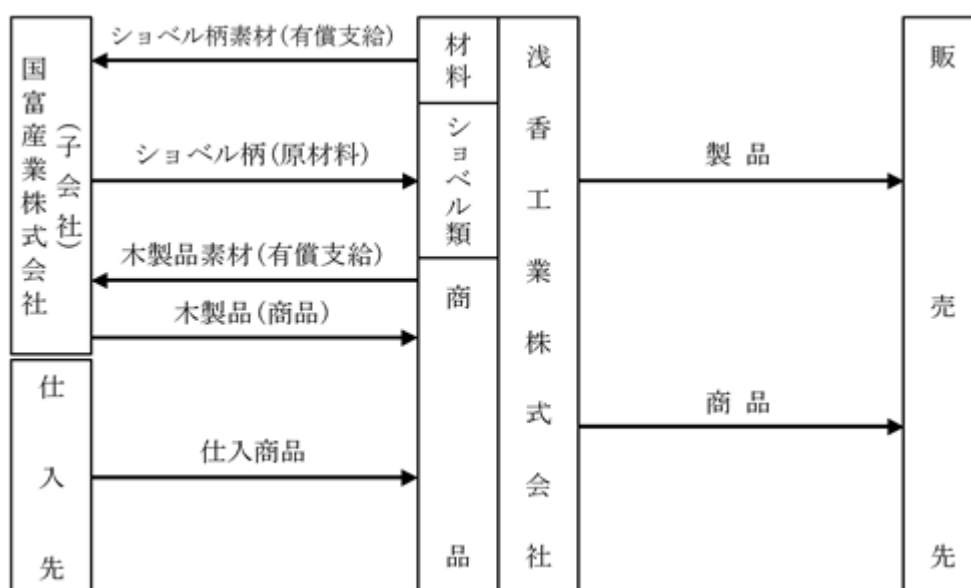 国富産業株式会社
(子会社)
仕入先
ショベル柄素材(有償支給)
ショベル柄(原材料)
木製品素材(有償支給)
木製品(商品)
仕入商品
材料
ショベル類
商品
浅香工業株式会社
製品
商品
販売先